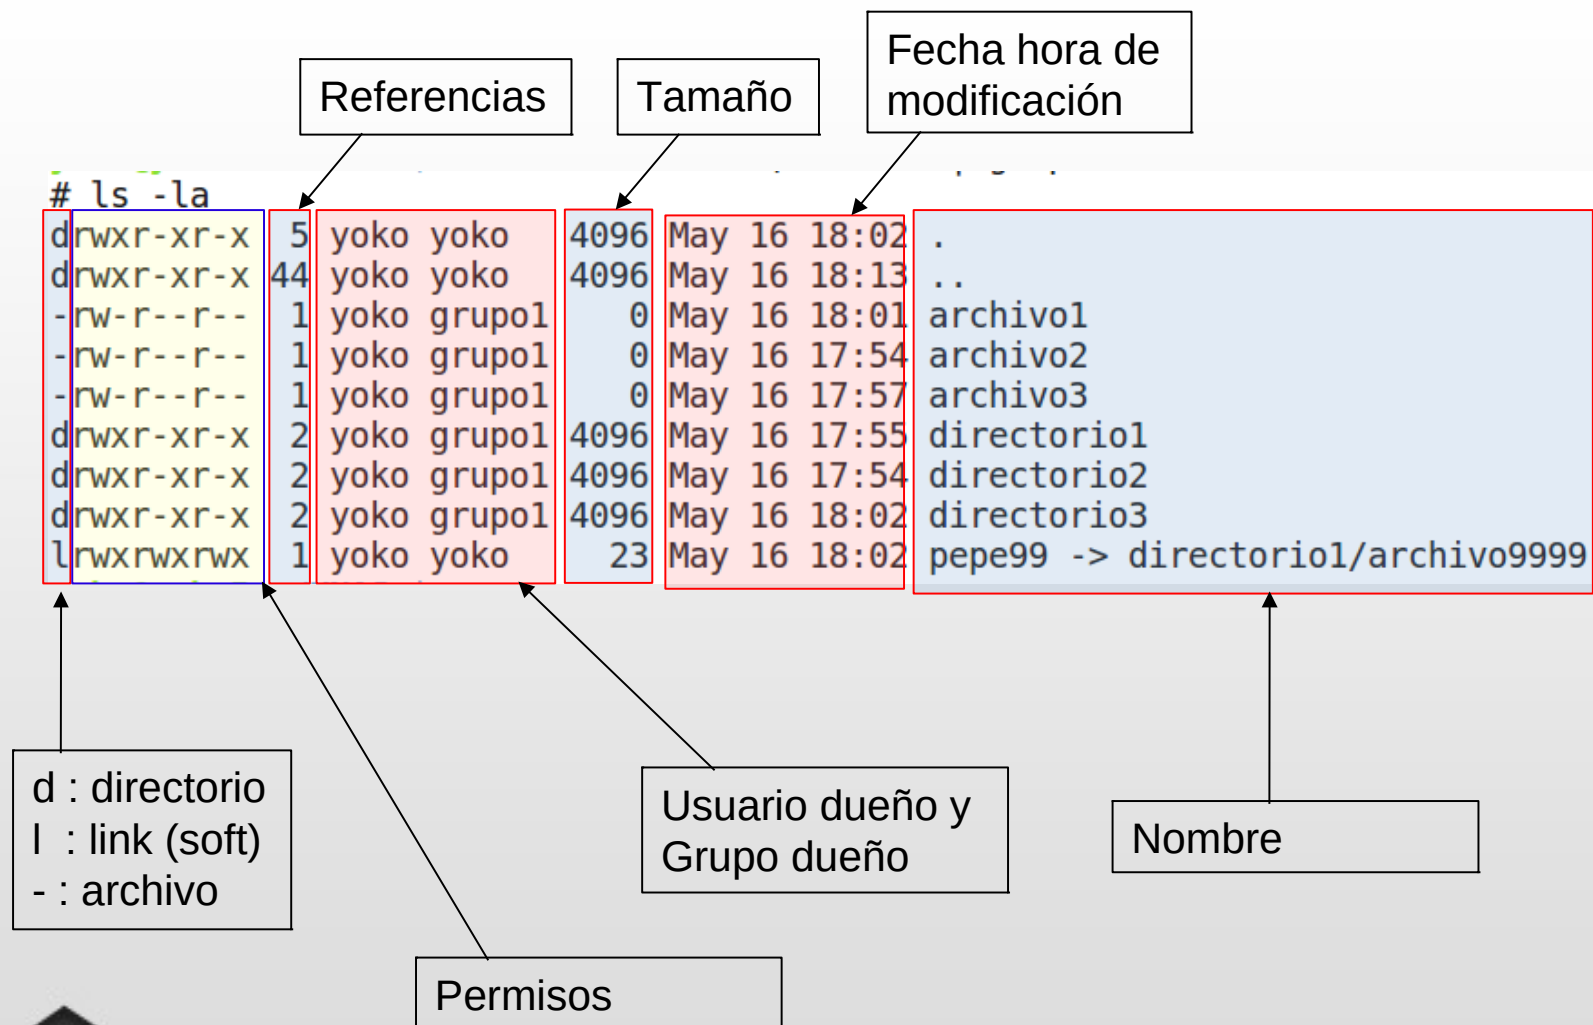 Referencias
Tamaño
Fecha hora de
modificación
# ls -la
drwxr-xr-x 5 yoko yoko 4096 May 16 18:02 .
drwxr-xr-x 44 yoko yoko 4096 May 16 18:13 ..
-rw-r--r-- 1 yoko grupo1 0 May 16 18:01 archivo1
-rw-r--r-- 1 yoko grupo1 0 May 16 17:54 archivo2
-rw-r--r-- 1 yoko grupo1 0 May 16 17:57 archivo3
drwxr-xr-x 2 yoko grupo1 4096 May 16 17:55 directorio1
drwxr-xr-x 2 yoko grupo1 4096 May 16 17:54 directorio2
drwxr-xr-x 2 yoko grupo1 4096 May 16 18:02 directorio3
lrwxrwxrwx 1 yoko yoko 23 May 16 18:02 pepe99 -> directorio1/archivo9999
d : directorio
l : link (soft)
- : archivo
Usuario dueño y
Grupo dueño
Nombre
Permisos